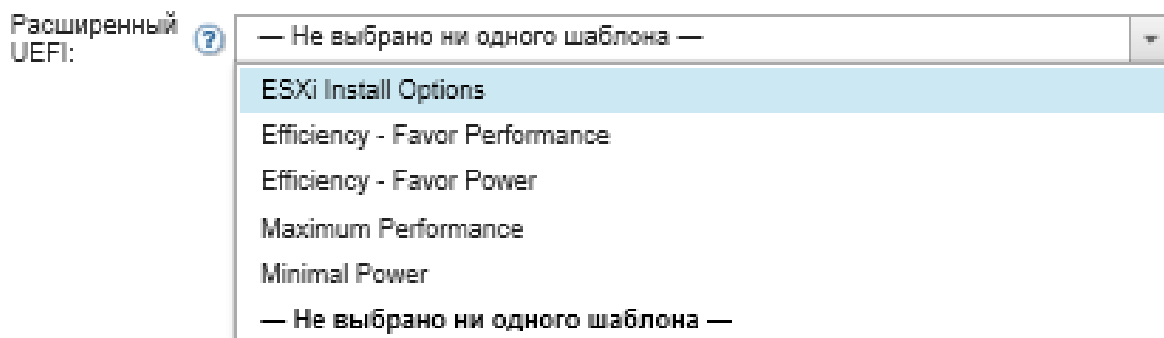 Расширенный
UEFI:
— Не выбрано ни одного шаблона —
ESXi Install Options
Efficiency - Favor Performance
Efficiency - Favor Power
Maximum Performance
Minimal Power
— Не выбрано ни одного шаблона —